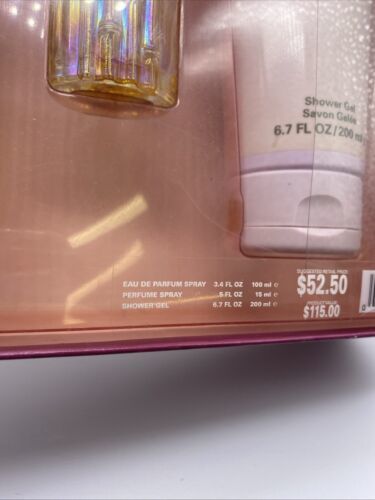 Shower Gel
Savon Gelée
6.7 FL OZ/200 ml
EAU DE PARFUM SPRAY 3.4 FL OZ 100 ml e
PERFUME SPRAY .5 FL OZ 15 ml e
SHOWER GEL 6.7 FL OZ 200 ml e
SUGGESTED RETAIL PRICE
$52.50
PRODUCT VALUE
$115.00
0